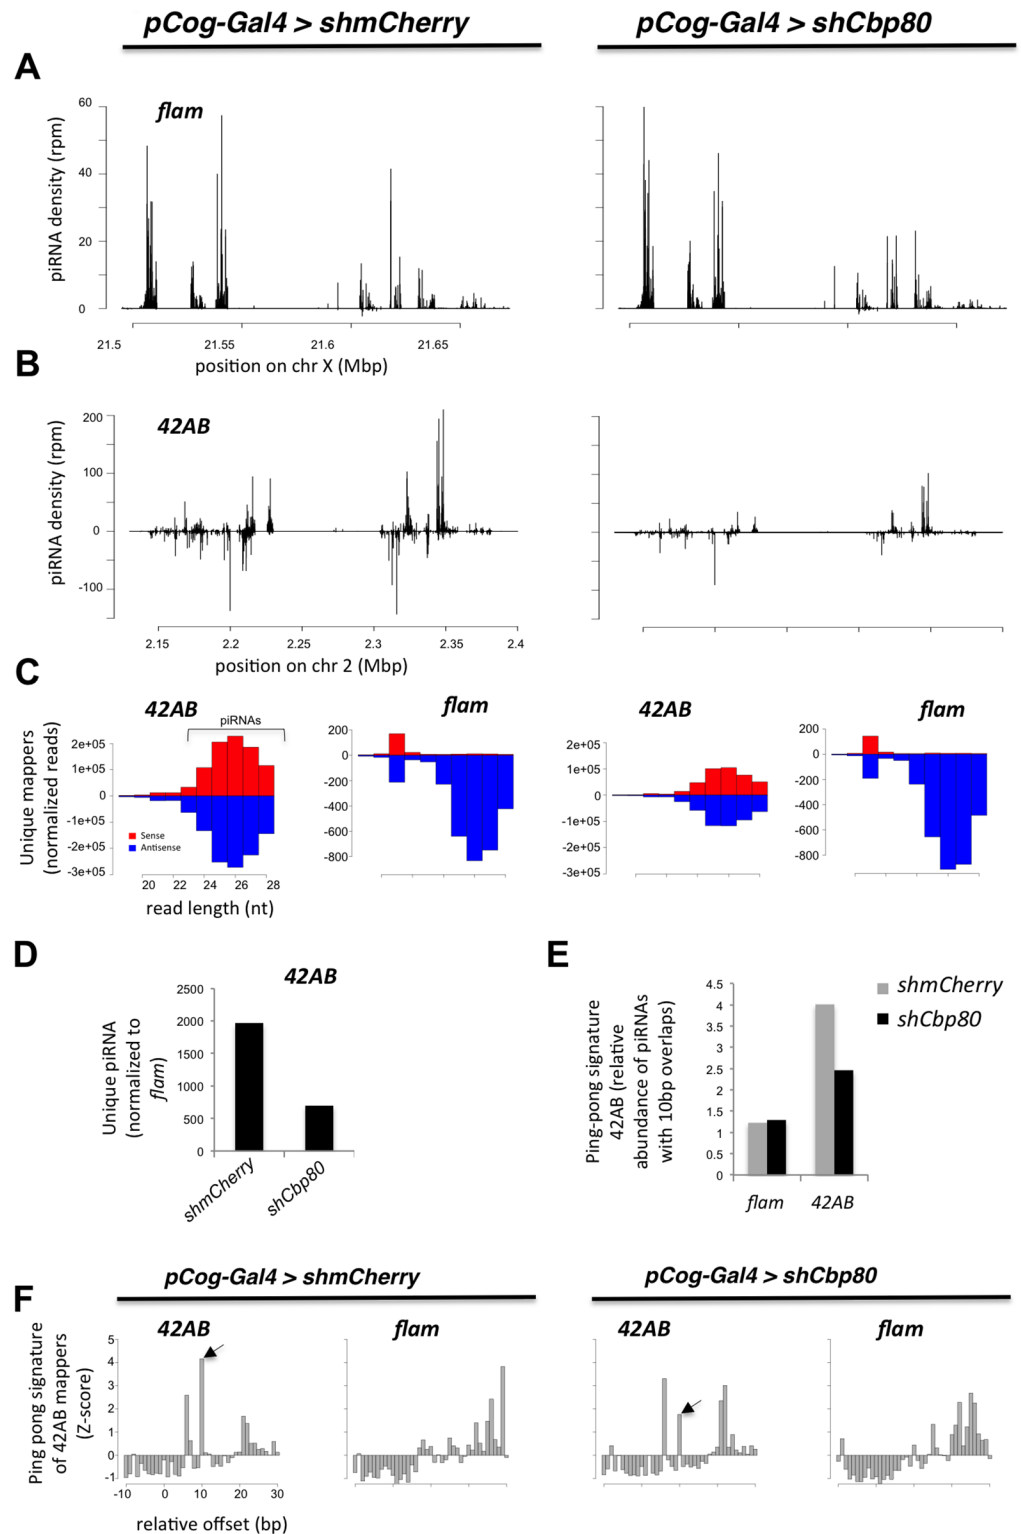 pCog-Gal4 > shmCherry
pCog-Gal4 > shCbp80
A
flam
piRNA density (rpm)
60
40
20
0
21.5
21.55
21.6
21.65
position on chr X (Mbp)
B
42AB
piRNA density (rpm)
200
100
0
-100
2.15
2.2
2.25
2.3
2.35
2.4
position on chr 2 (Mbp)
C
42AB
piRNAs
flam
42AB
flam
Unique mappers
(normalized reads)
2e+05
1e+05
0
-1e+05
-2e+05
-3e+05
Sense
Antisense
20
22
24
26
28
read length (nt)
200
0
-200
-400
-600
-800
2e+05
1e+05
0
-1e+05
-2e+05
-3e+05
200
0
-200
-400
-600
-800
D
42AB
Unique piRNA
(normalized to
flam)
2500
2000
1500
1000
500
0
shmCherry
shCbp80
E
Ping-pong signature
42AB (relative
abundance of piRNAs
with 10bp overlaps)
4.5
4
3.5
3
2.5
2
1.5
1
0.5
0
flam
42AB
shmCherry
shCbp80
pCog-Gal4 > shmCherry
pCog-Gal4 > shCbp80
F
42AB
flam
42AB
flam
Ping pong signature
of 42AB mappers
(Z-score)
5
4
3
2
1
0
-1
-10
0
10
20
30
relative offset (bp)